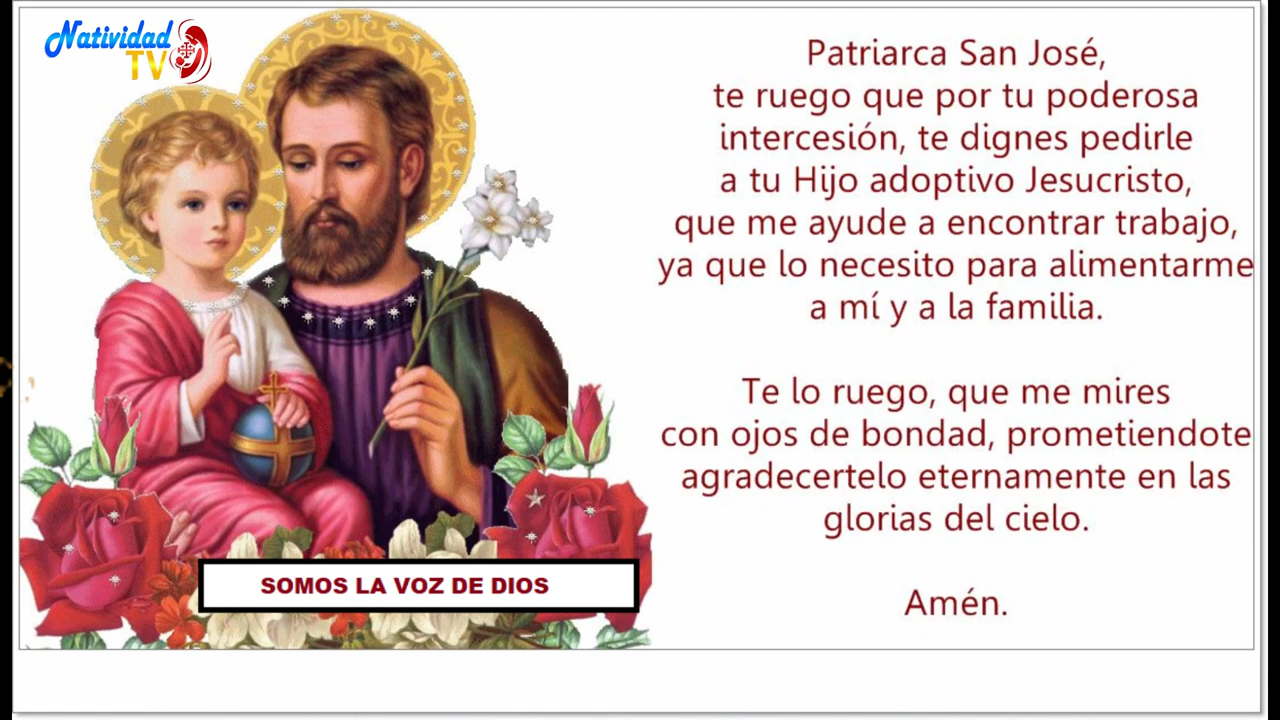 Natividad
TV
Patriarca San José,
te ruego que por tu poderosa
intercesión, te dignes pedirle
a tu Hijo adoptivo Jesucristo,
que me ayude a encontrar trabajo,
ya que lo necesito para alimentarme
a mí y a la familia.
Te lo ruego, que me mires
con ojos de bondad, prometiendote
agradecertelo eternamente en las
glorias del cielo.
Amén.
SOMOS LA VOZ DE DIOS